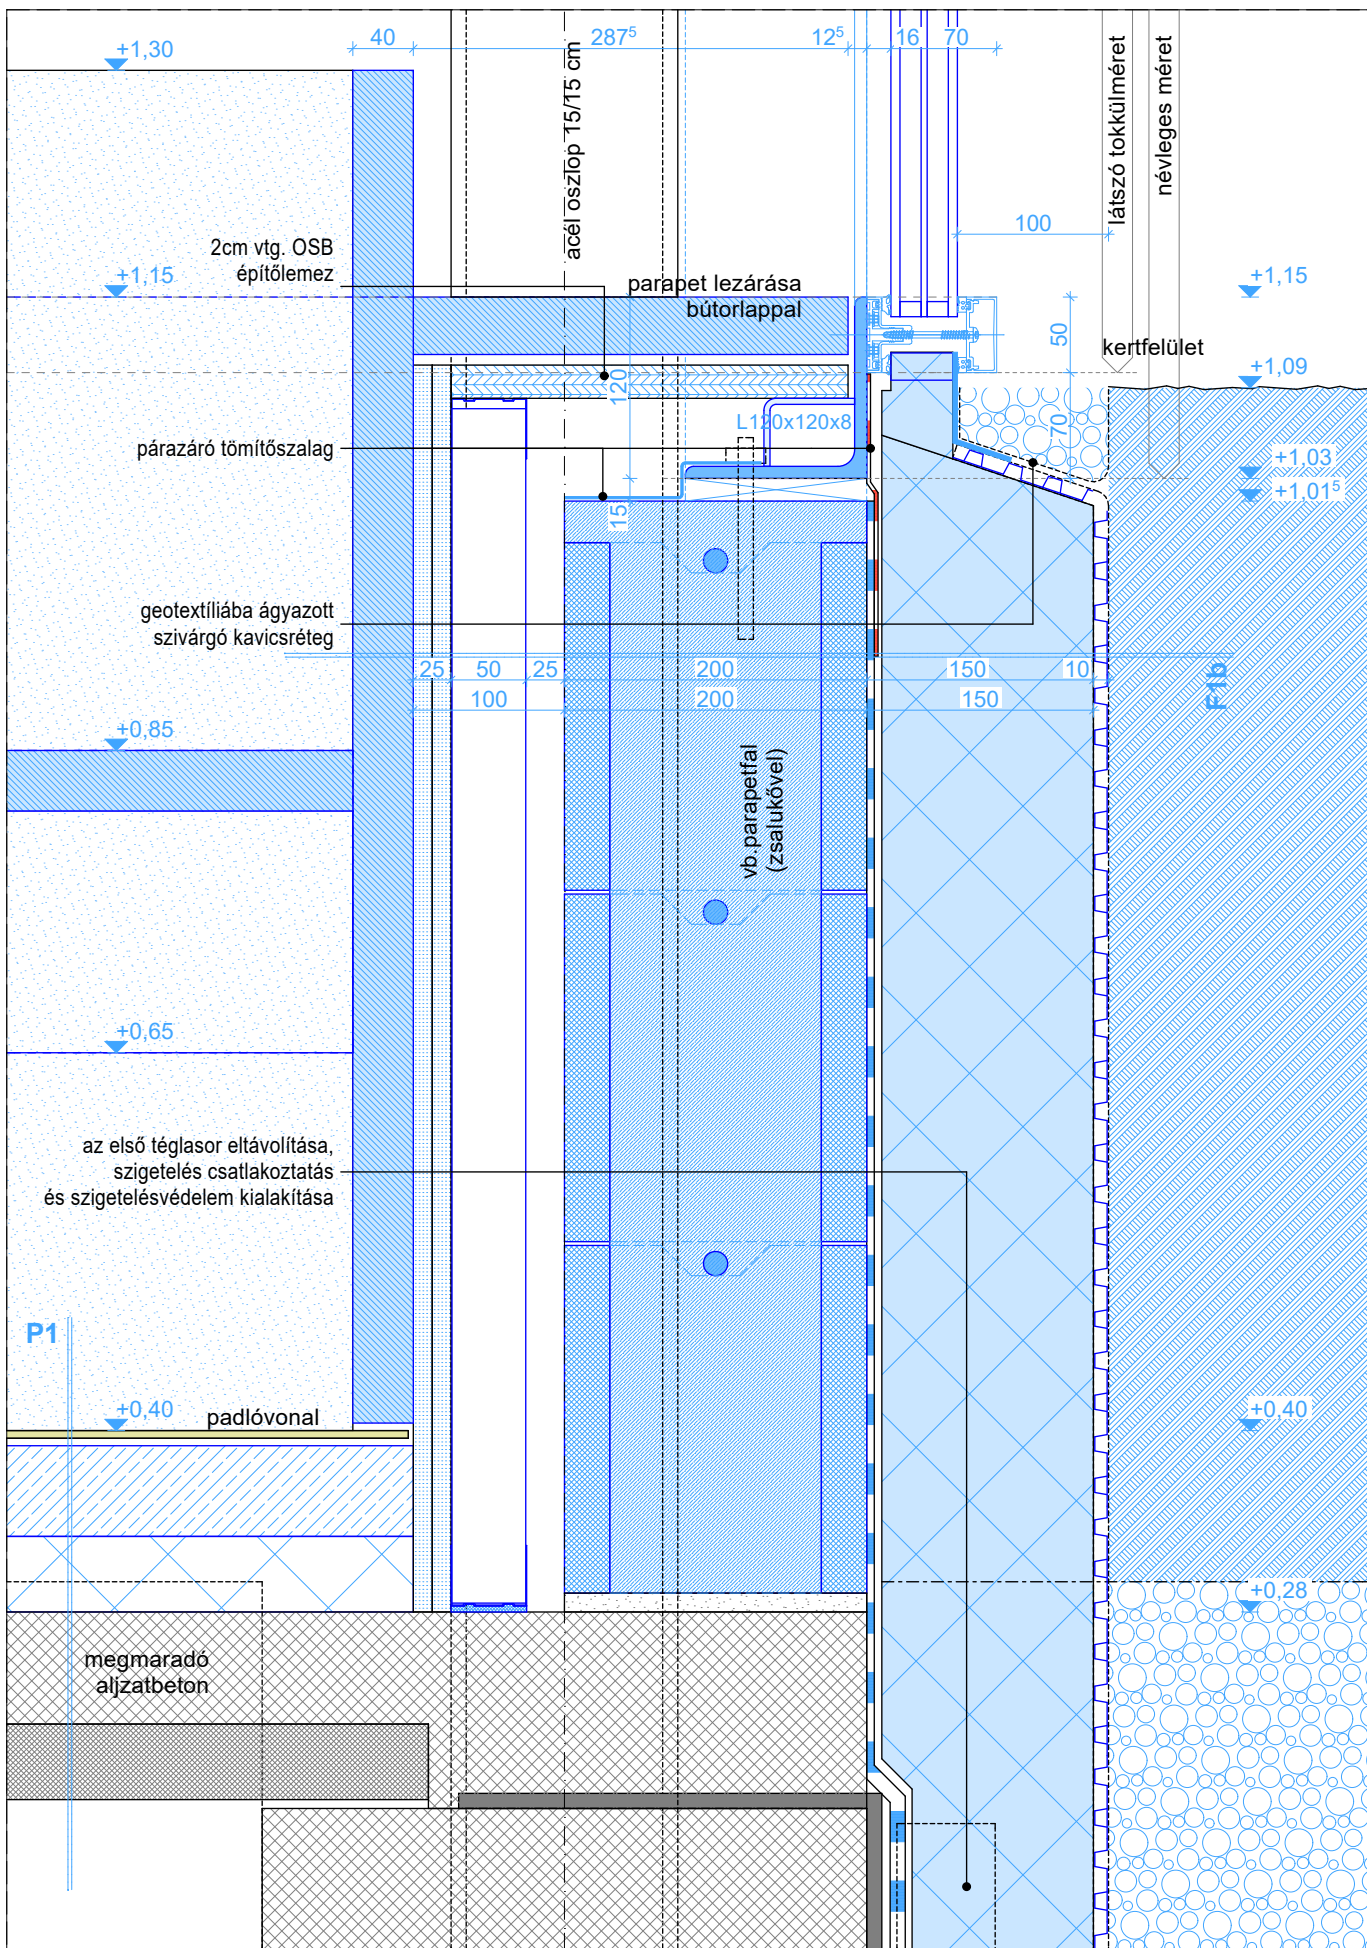 40
287⁵
12⁵
16
70
+1,30
acél oszlop 15/15 cm
látszó tokkülméret
névleges méret
2cm vtg. OSB
építőlemez
+1,15
parapet lezárása
bútorlappal
100
+1,15
50
kertfelület
+1,09
120
L120x120x8
70
párazáró tömítőszalag
+1,03
+1,01⁵
15
geotextíliába ágyazott
szivárgó kavicsréteg
25
50
25
200
150
10
F1b
100
200
150
+0,85
vb.parapetfal
(zsalukővel)
+0,65
az első téglasor eltávolítása,
szigetelés csatlakoztatás
és szigetelésvédelem kialakítása
P1
+0,40
padlóvonal
+0,40
+0,28
megmaradó
aljzatbeton